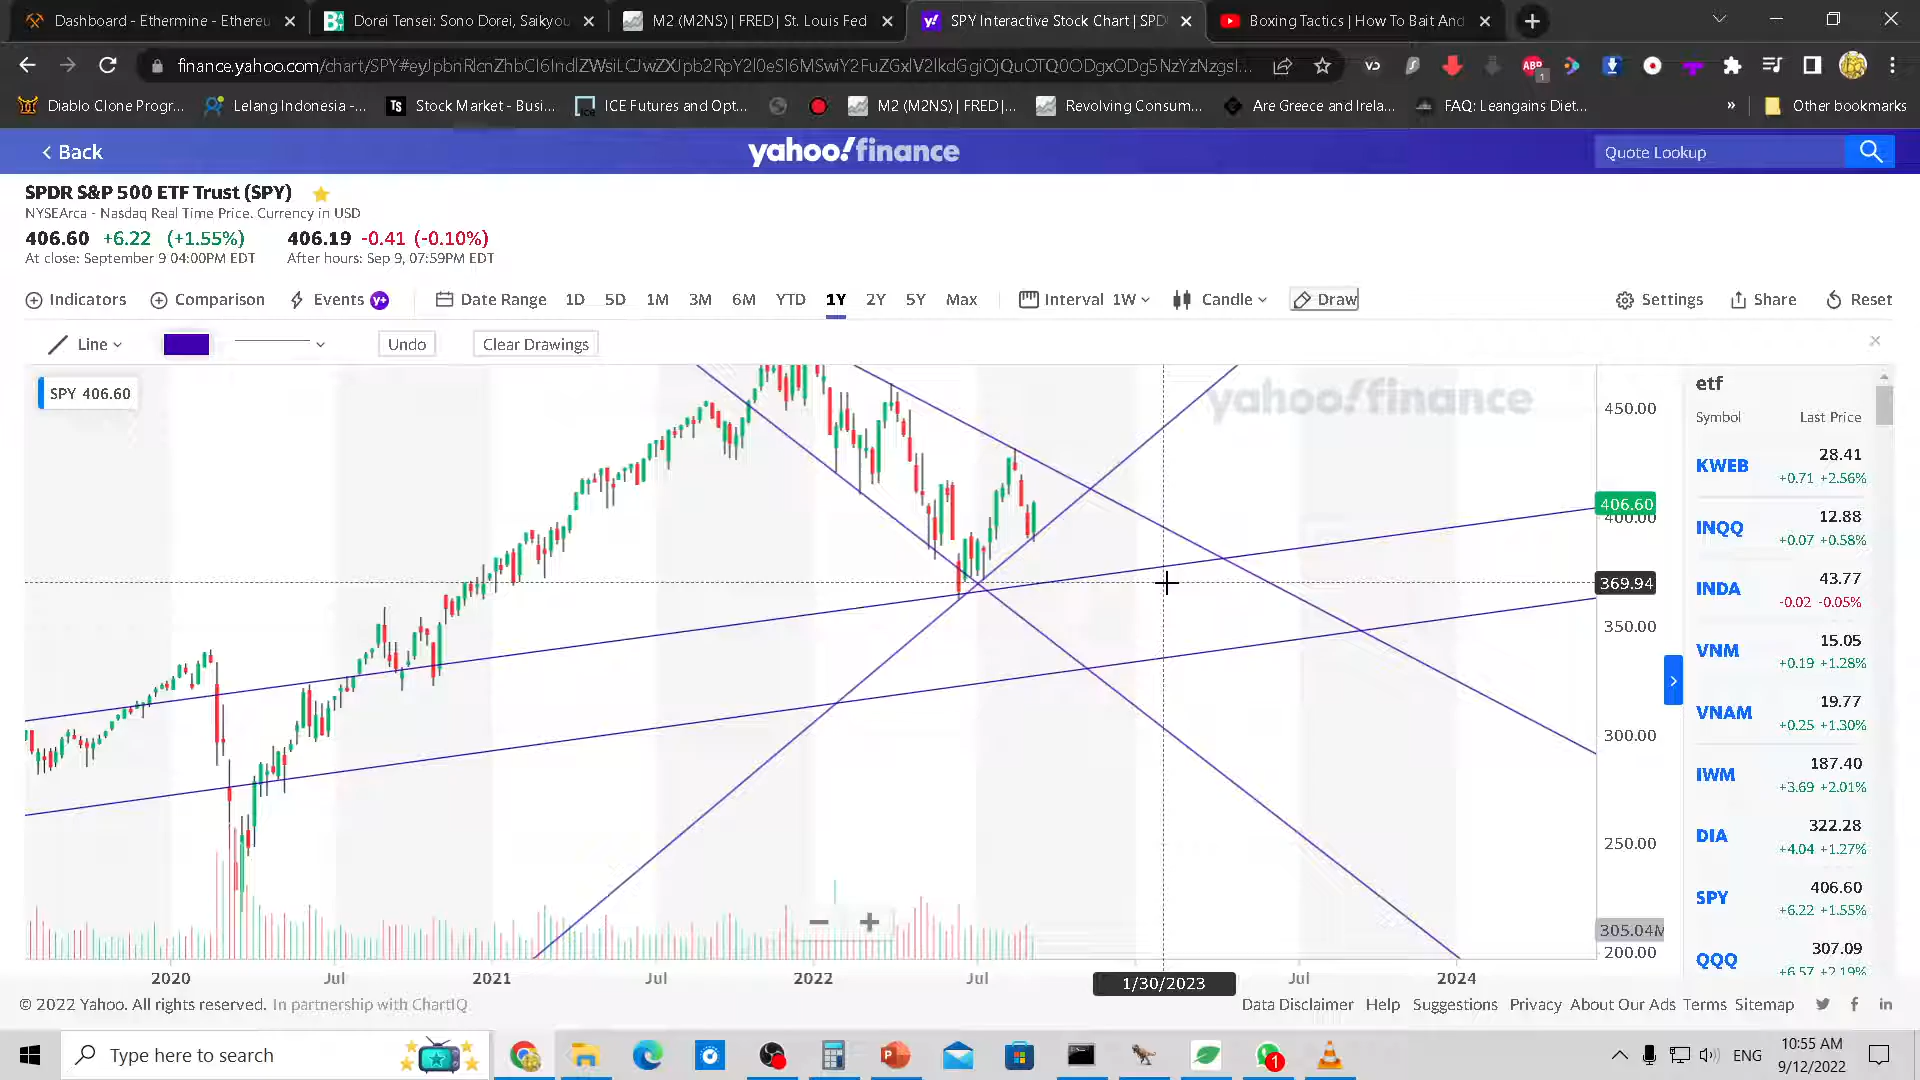 Dashboard - Ethermine - Ethereu
Dorei Tensei: Sono Dorei, Saikyou
M2 (M2NS) | FRED | St. Louis Fed
SPY Interactive Stock Chart | SPD
Boxing Tactics | How To Bait And
Diablo Clone Progr...
Lelang Indonesia -...
Stock Market - Busi...
ICE Futures and Opt...
M2 (M2NS) | FRED |...
Revolving Consum...
Are Greece and Irela...
FAQ: Leangains Diet...
» Other bookmarks
Back
yahoo!finance
Quote Lookup
SPDR S&P 500 ETF Trust (SPY)
NYSEArca - Nasdaq Real Time Price. Currency in USD
406.60 +6.22 (+1.55%) 406.19 -0.41 (-0.10%)
At close: September 9 04:00PM EDT After hours: Sep 9, 07:59PM EDT
Indicators Comparison Events y+ Date Range 1D 5D 1M 3M 6M YTD 1Y 2Y 5Y Max Interval 1W Candle Draw Settings Share Reset
Line Undo Clear Drawings
SPY 406.60
yahoo!finance
450.00
406.60
400.00
369.94
350.00
300.00
250.00
305.04M
200.00
2020 Jul 2021 Jul 2022 Jul 1/30/2023 Jul 2024
etf
Symbol Last Price
KWEB 28.41
+0.71 +2.56%
INQQ 12.88
+0.07 +0.58%
INDA 43.77
-0.02 -0.05%
VNM 15.05
+0.19 +1.28%
VNAM 19.77
+0.25 +1.30%
IWM 187.40
+3.69 +2.01%
DIA 322.28
+4.04 +1.27%
SPY 406.60
+6.22 +1.55%
QQQ 307.09
+6.57 +2.19%
© 2022 Yahoo. All rights reserved. In partnership with ChartIQ.
Data Disclaimer Help Suggestions Privacy About Our Ads Terms Sitemap
Type here to search
1
ENG
10:55 AM
9/12/2022